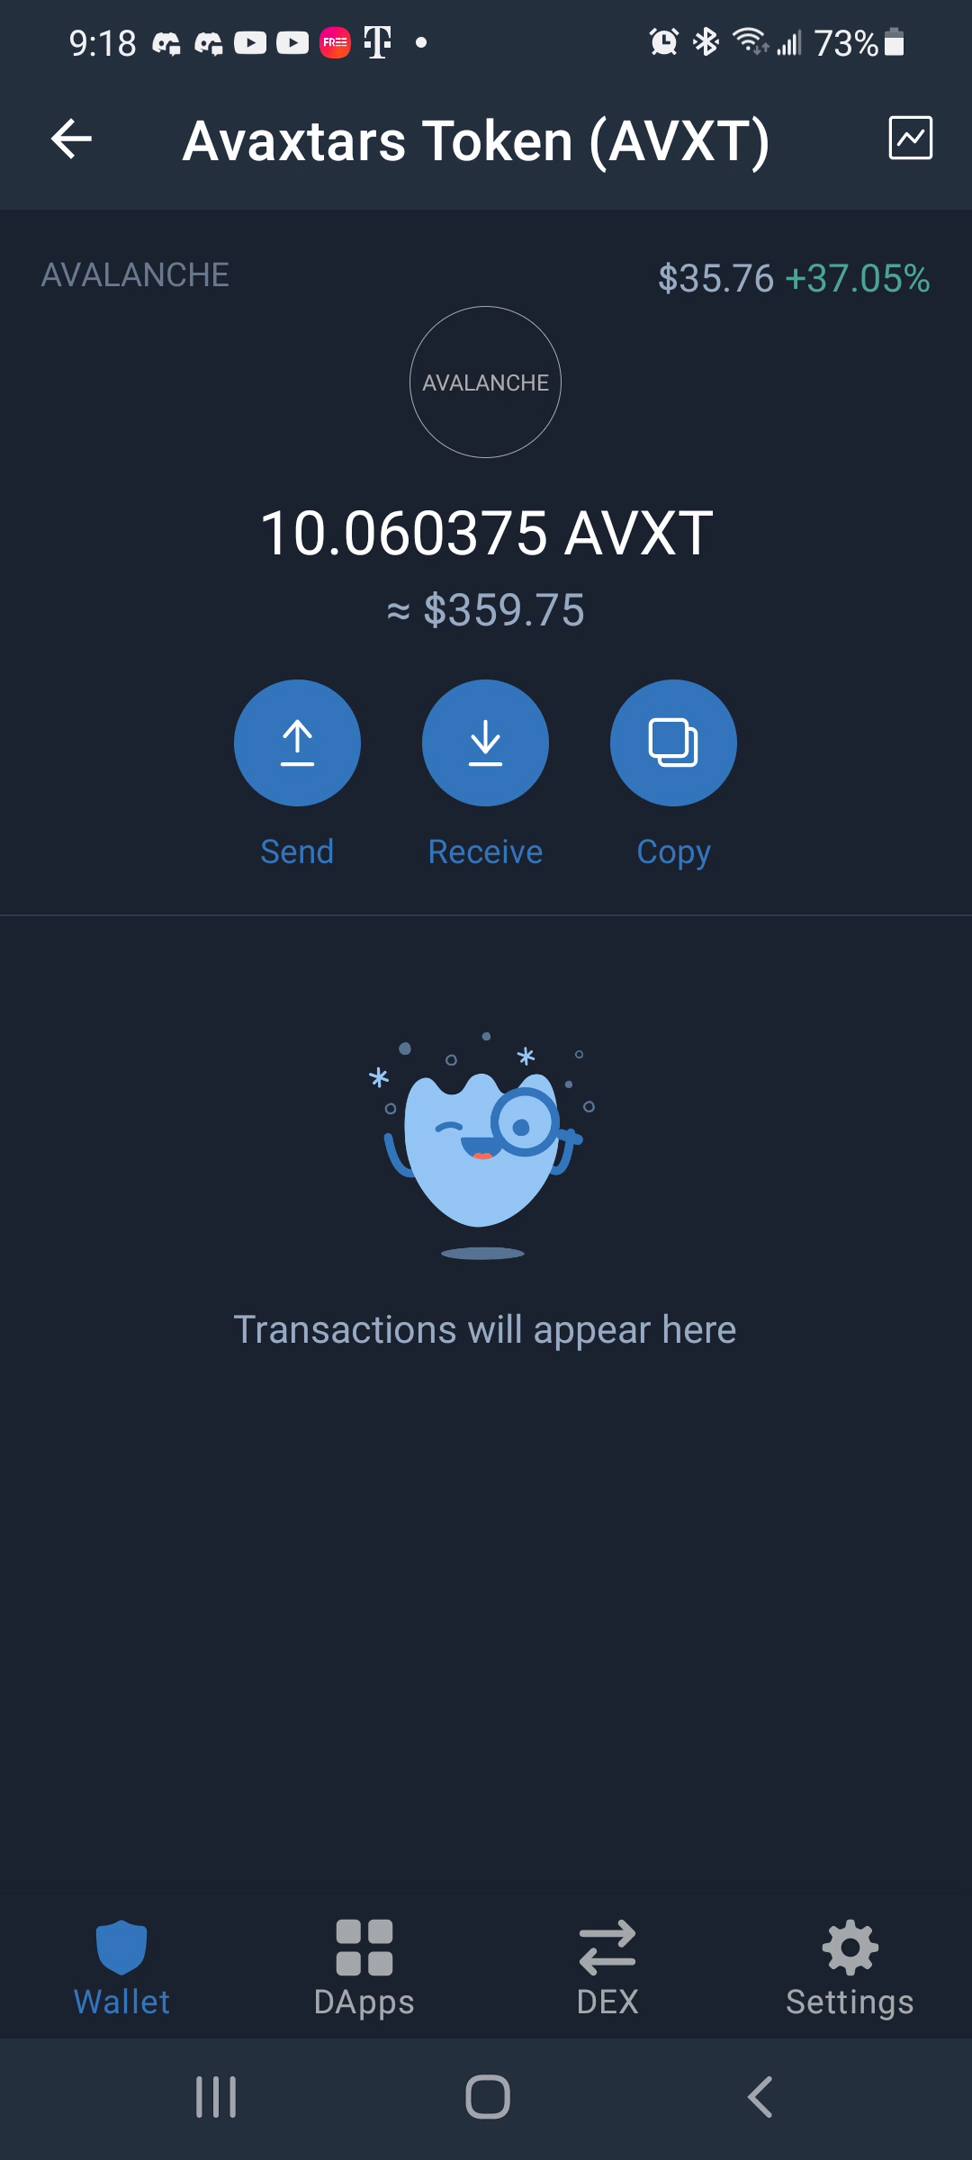 9:18 FREE T 73%
Avaxtars Token (AVXT)
AVALANCHE $35.76 +37.05%
AVALANCHE
10.060375 AVXT
≈ $359.75
Send Receive Copy
Transactions will appear here
Wallet DApps DEX Settings